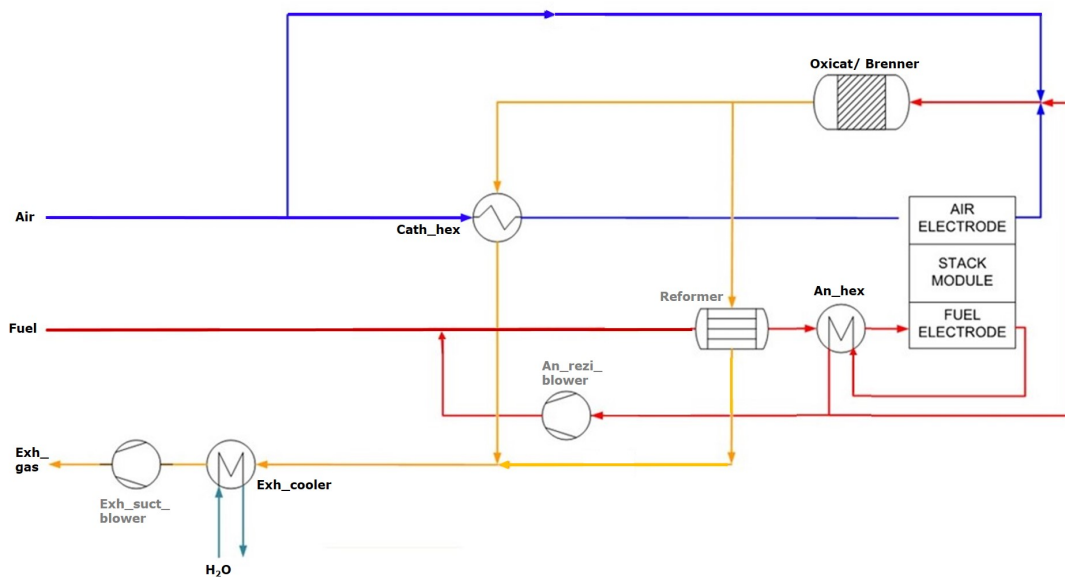 Oxicat/ Brenner
Air
Cath_hex
AIR
ELECTRODE
STACK
MODULE
Reformer
An_hex
Fuel
FUEL
ELECTRODE
An_rezi_
blower
Exh_
gas
Exh_cooler
Exh_suct_
blower
H₂O